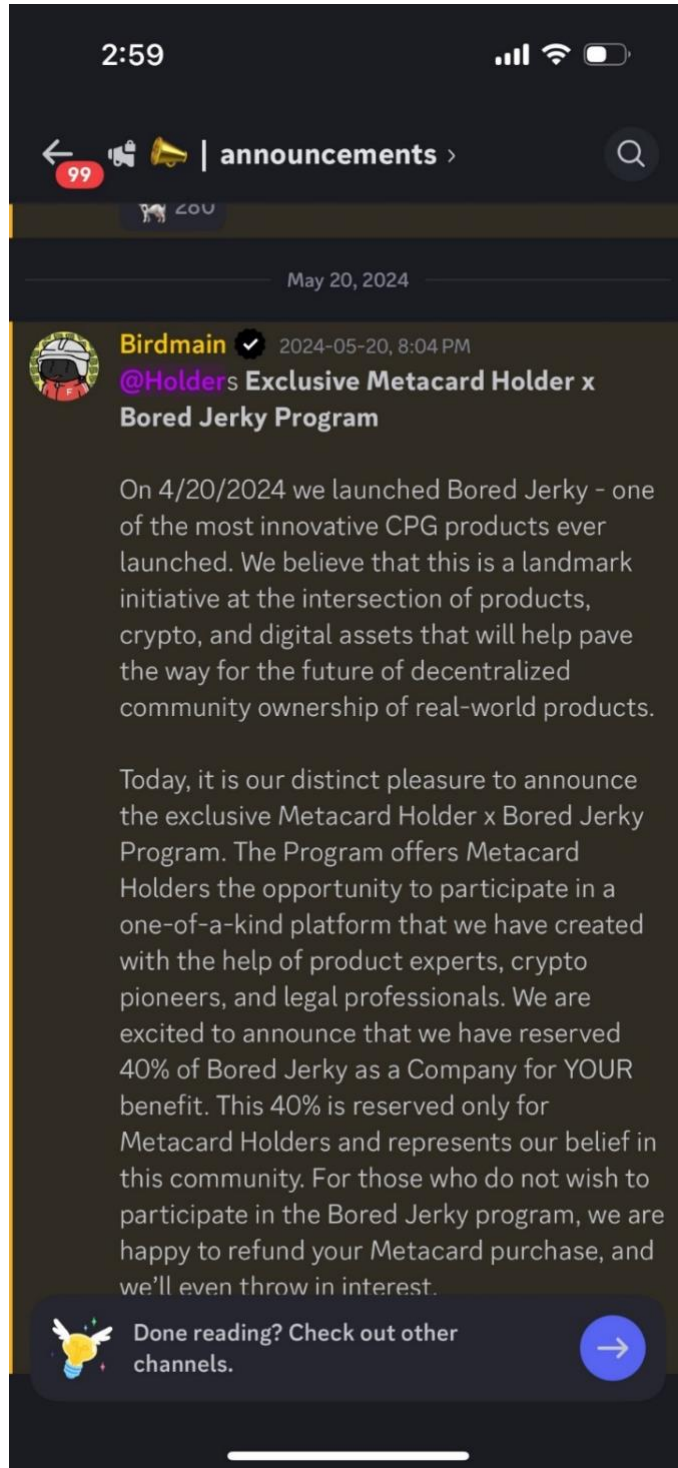 2:59
99
| announcements ›
280
May 20, 2024
Birdmain 2024-05-20, 8:04 PM
@Holders Exclusive Metacard Holder x
Bored Jerky Program
On 4/20/2024 we launched Bored Jerky - one
of the most innovative CPG products ever
launched. We believe that this is a landmark
initiative at the intersection of products,
crypto, and digital assets that will help pave
the way for the future of decentralized
community ownership of real-world products.
Today, it is our distinct pleasure to announce
the exclusive Metacard Holder x Bored Jerky
Program. The Program offers Metacard
Holders the opportunity to participate in a
one-of-a-kind platform that we have created
with the help of product experts, crypto
pioneers, and legal professionals. We are
excited to announce that we have reserved
40% of Bored Jerky as a Company for YOUR
benefit. This 40% is reserved only for
Metacard Holders and represents our belief in
this community. For those who do not wish to
participate in the Bored Jerky program, we are
happy to refund your Metacard purchase, and
we'll even throw in interest.
Done reading? Check out other
channels.